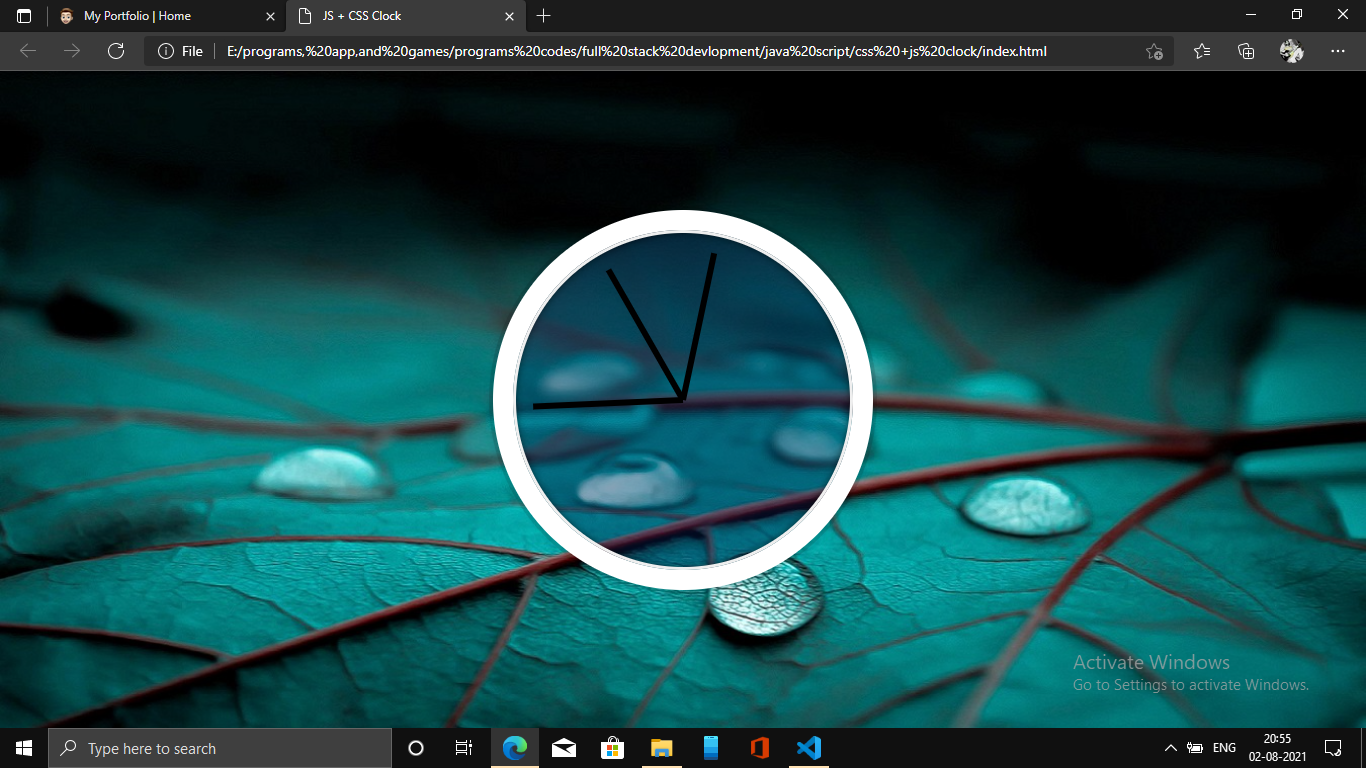 My Portfolio | Home
JS + CSS Clock
File
E:/programs,%20app,and%20games/programs%20codes/full%20stack%20devlopment/java%20script/css%20+js%20clock/index.html
Activate Windows
Go to Settings to activate Windows.
Type here to search
ENG
20:55
02-08-2021